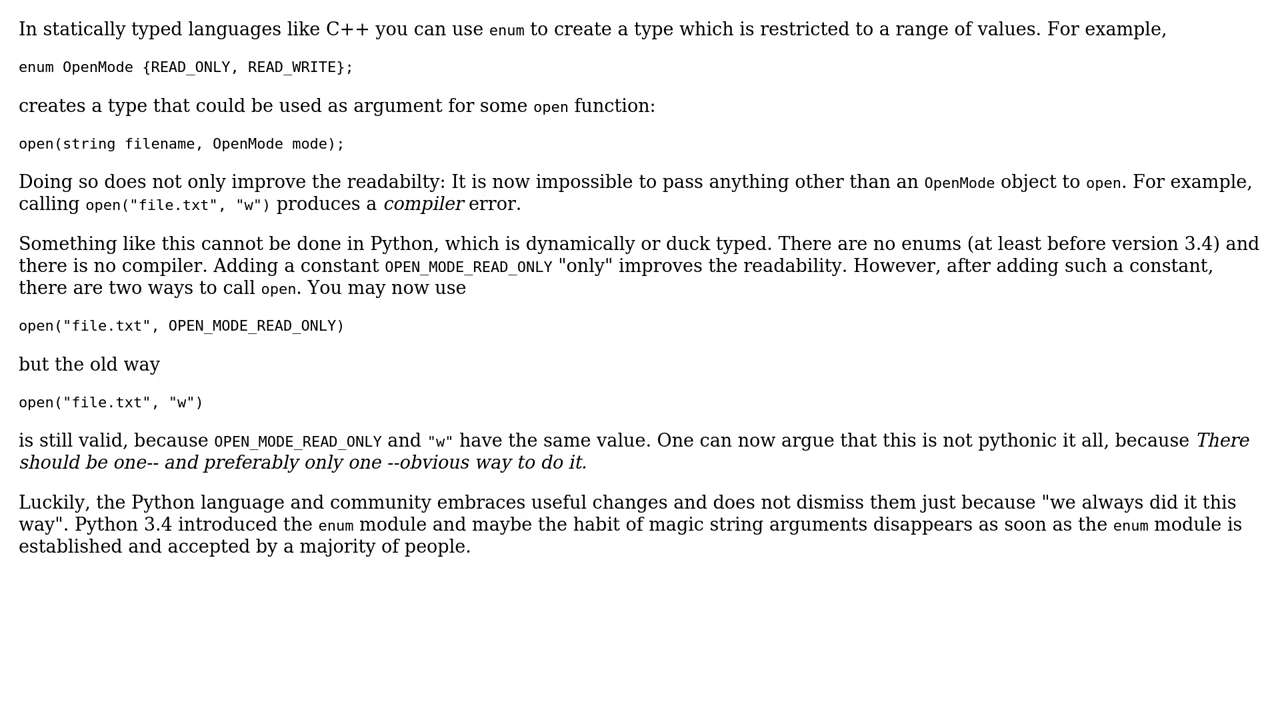 In statically typed languages like C++ you can use enum to create a type which is restricted to a range of values. For example,
enum OpenMode {READ_ONLY, READ_WRITE};
creates a type that could be used as argument for some open function:
open(string filename, OpenMode mode);
Doing so does not only improve the readabilty: It is now impossible to pass anything other than an OpenMode object to open. For example,
calling open("file.txt", "w") produces a compiler error.
Something like this cannot be done in Python, which is dynamically or duck typed. There are no enums (at least before version 3.4) and
there is no compiler. Adding a constant OPEN_MODE_READ_ONLY "only" improves the readability. However, after adding such a constant,
there are two ways to call open. You may now use
open("file.txt", OPEN_MODE_READ_ONLY)
but the old way
open("file.txt", "w")
is still valid, because OPEN_MODE_READ_ONLY and "w" have the same value. One can now argue that this is not pythonic it all, because There
should be one-- and preferably only one --obvious way to do it.
Luckily, the Python language and community embraces useful changes and does not dismiss them just because "we always did it this
way". Python 3.4 introduced the enum module and maybe the habit of magic string arguments disappears as soon as the enum module is
established and accepted by a majority of people.